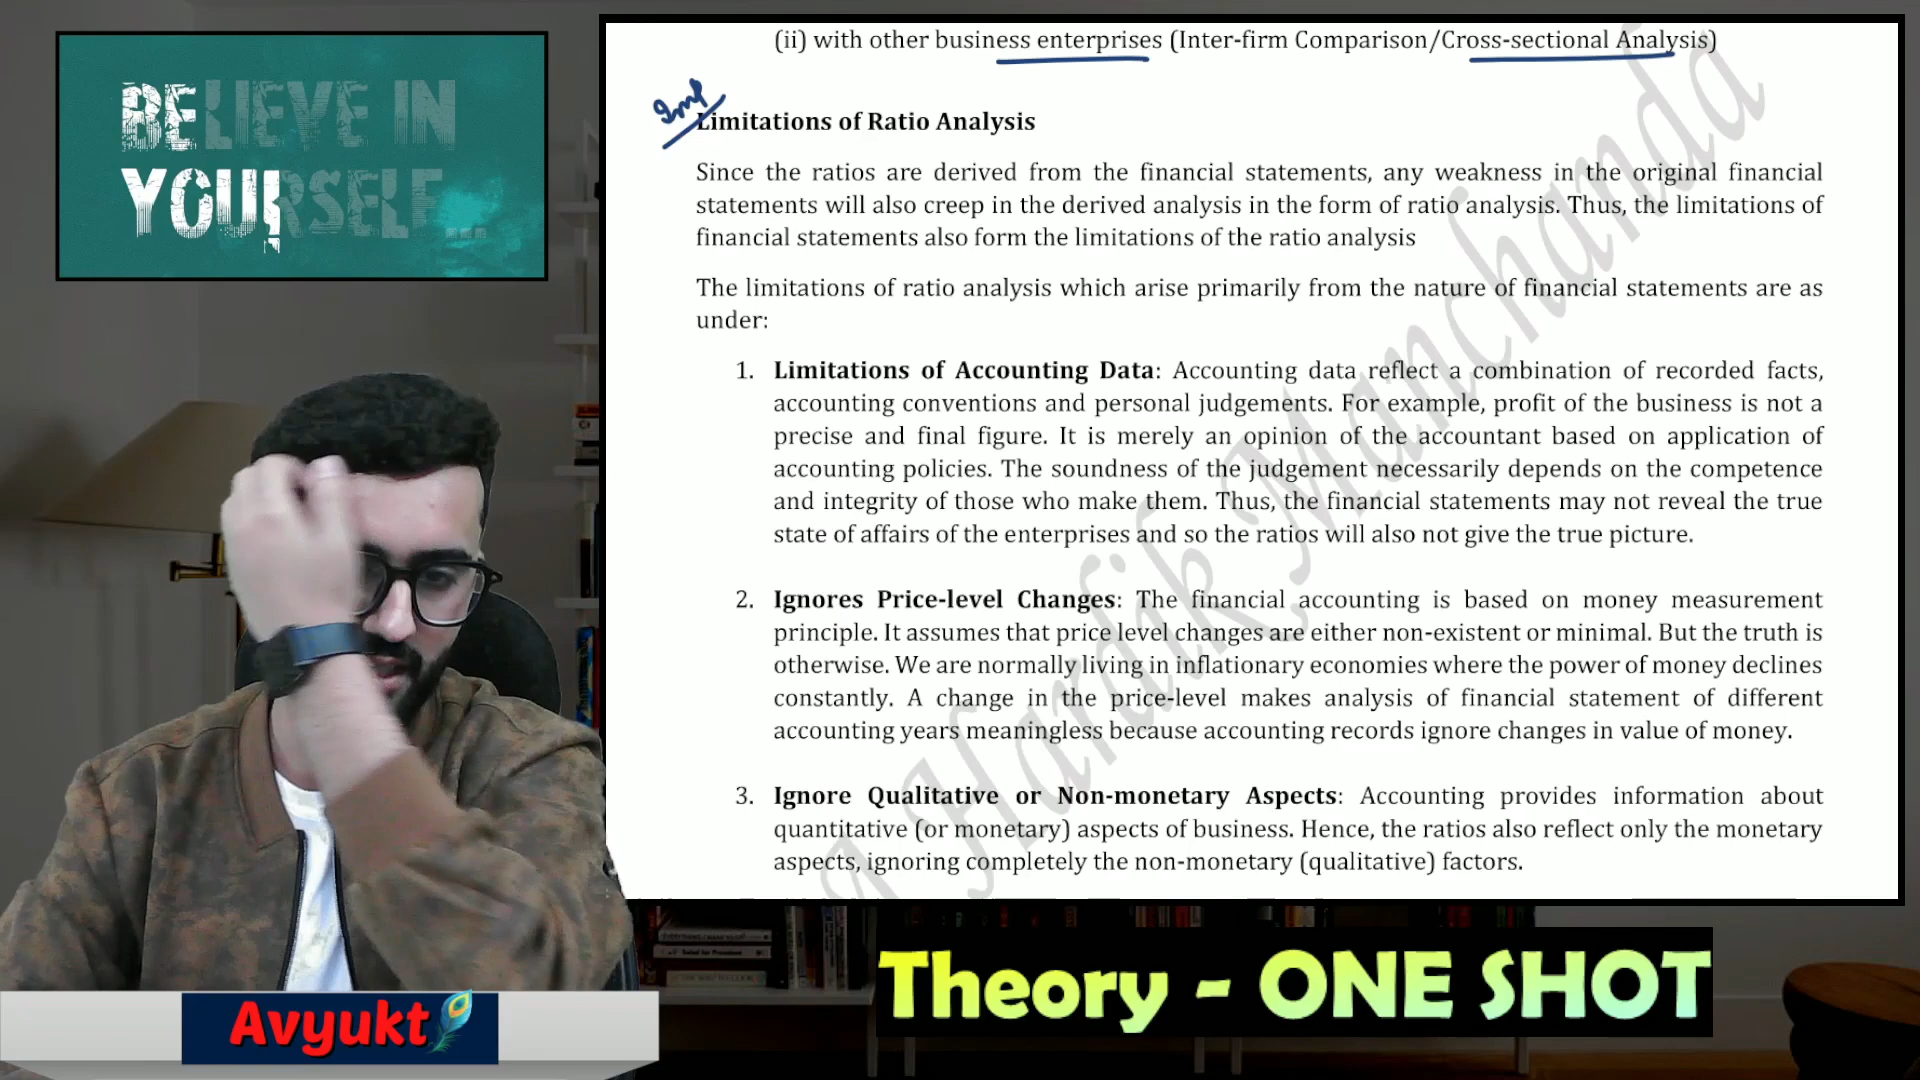 BELIEVE IN
YOURSELF...
(ii) with other business enterprises (Inter-firm Comparison/Cross-sectional Analysis)
Imp
Limitations of Ratio Analysis
Since the ratios are derived from the financial statements, any weakness in the original financial
statements will also creep in the derived analysis in the form of ratio analysis. Thus, the limitations of
financial statements also form the limitations of the ratio analysis
The limitations of ratio analysis which arise primarily from the nature of financial statements are as
under:
1. Limitations of Accounting Data: Accounting data reflect a combination of recorded facts,
accounting conventions and personal judgements. For example, profit of the business is not a
precise and final figure. It is merely an opinion of the accountant based on application of
accounting policies. The soundness of the judgement necessarily depends on the competence
and integrity of those who make them. Thus, the financial statements may not reveal the true
state of affairs of the enterprises and so the ratios will also not give the true picture.
2. Ignores Price-level Changes: The financial accounting is based on money measurement
principle. It assumes that price level changes are either non-existent or minimal. But the truth is
otherwise. We are normally living in inflationary economies where the power of money declines
constantly. A change in the price-level makes analysis of financial statement of different
accounting years meaningless because accounting records ignore changes in value of money.
3. Ignore Qualitative or Non-monetary Aspects: Accounting provides information about
quantitative (or monetary) aspects of business. Hence, the ratios also reflect only the monetary
aspects, ignoring completely the non-monetary (qualitative) factors.
Hardik Manchanda
Theory - ONE SHOT
Avyukt